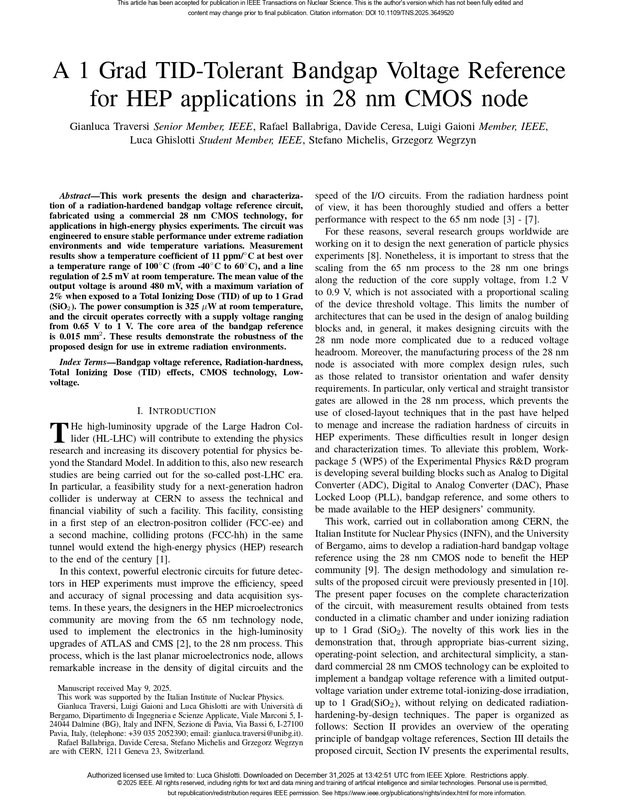 This article has been accepted for publication in IEEE Transactions on Nuclear Science. This is the author's version which has not been fully edited and
content may change prior to final publication. Citation information: DOI 10.1109/TNS.2025.3649520
A 1 Grad TID-Tolerant Bandgap Voltage Reference
for HEP applications in 28 nm CMOS node
Gianluca Traversi Senior Member, IEEE, Rafael Ballabriga, Davide Ceresa, Luigi Gaioni Member, IEEE,
Luca Ghislotti Student Member, IEEE, Stefano Michelis, Grzegorz Wegrzyn
Abstract—This work presents the design and characteriza-
tion of a radiation-hardened bandgap voltage reference circuit,
fabricated using a commercial 28 nm CMOS technology, for
applications in high-energy physics experiments. The circuit was
engineered to ensure stable performance under extreme radiation
environments and wide temperature variations. Measurement
results show a temperature coefficient of 11 ppm/°C at best over
a temperature range of 100°C (from -40°C to 60°C), and a line
regulation of 2.5 mV at room temperature. The mean value of the
output voltage is around 480 mV, with a maximum variation of
2% when exposed to a Total Ionizing Dose (TID) of up to 1 Grad
(SiO2). The power consumption is 325 µW at room temperature,
and the circuit operates correctly with a supply voltage ranging
from 0.65 V to 1 V. The core area of the bandgap reference
is 0.015 mm². These results demonstrate the robustness of the
proposed design for use in extreme radiation environments.
Index Terms—Bandgap voltage reference, Radiation-hardness,
Total Ionizing Dose (TID) effects, CMOS technology, Low-
voltage.
I. INTRODUCTION
THe high-luminosity upgrade of the Large Hadron Col-
lider (HL-LHC) will contribute to extending the physics
research and increasing its discovery potential for physics be-
yond the Standard Model. In addition to this, also new research
studies are being carried out for the so-called post-LHC era.
In particular, a feasibility study for a next-generation hadron
collider is underway at CERN to assess the technical and
financial viability of such a facility. This facility, consisting
in a first step of an electron-positron collider (FCC-ee) and
a second machine, colliding protons (FCC-hh) in the same
tunnel would extend the high-energy physics (HEP) research
to the end of the century [1].
In this context, powerful electronic circuits for future detec-
tors in HEP experiments must improve the efficiency, speed
and accuracy of signal processing and data acquisition sys-
tems. In these years, the designers in the HEP microelectronics
community are moving from the 65 nm technology node,
used to implement the electronics in the high-luminosity
upgrades of ATLAS and CMS [2], to the 28 nm process. This
process, which is the last planar microelectronics node, allows
remarkable increase in the density of digital circuits and the
Manuscript received May 9, 2025.
This work was supported by the Italian Institute of Nuclear Physics.
Gianluca Traversi, Luigi Gaioni and Luca Ghislotti are with Università di
Bergamo, Dipartimento di Ingegneria e Scienze Applicate, Viale Marconi 5, I-
24044 Dalmine (BG), Italy and INFN, Sezione di Pavia, Via Bassi 6, I-27100
Pavia, Italy, (telephone: +39 035 2052390; email: gianluca.traversi@unibg.it).
Rafael Ballabriga, Davide Ceresa, Stefano Michelis and Grzegorz Wegrzyn
are with CERN, 1211 Geneva 23, Switzerland.
speed of the I/O circuits. From the radiation hardness point
of view, it has been thoroughly studied and offers a better
performance with respect to the 65 nm node [3] - [7].
For these reasons, several research groups worldwide are
working on it to design the next generation of particle physics
experiments [8]. Nonetheless, it is important to stress that the
scaling from the 65 nm process to the 28 nm one brings
along the reduction of the core supply voltage, from 1.2 V
to 0.9 V, which is not associated with a proportional scaling
of the device threshold voltage. This limits the number of
architectures that can be used in the design of analog building
blocks and, in general, it makes designing circuits with the
28 nm node more complicated due to a reduced voltage
headroom. Moreover, the manufacturing process of the 28 nm
node is associated with more complex design rules, such
as those related to transistor orientation and wafer density
requirements. In particular, only vertical and straight transistor
gates are allowed in the 28 nm process, which prevents the
use of closed-layout techniques that in the past have helped
to menage and increase the radiation hardness of circuits in
HEP experiments. These difficulties result in longer design
and characterization times. To alleviate this problem, Work-
package 5 (WP5) of the Experimental Physics R&D program
is developing several building blocks such as Analog to Digital
Converter (ADC), Digital to Analog Converter (DAC), Phase
Locked Loop (PLL), bandgap reference, and some others to
be made available to the HEP designers' community.
This work, carried out in collaboration among CERN, the
Italian Institute for Nuclear Physics (INFN), and the University
of Bergamo, aims to develop a radiation-hard bandgap voltage
reference using the 28 nm CMOS node to benefit the HEP
community [9]. The design methodology and simulation re-
sults of the proposed circuit were previously presented in [10].
The present paper focuses on the complete characterization
of the circuit, with measurement results obtained from tests
conducted in a climatic chamber and under ionizing radiation
up to 1 Grad (SiO2). The novelty of this work lies in the
demonstration that, through appropriate bias-current sizing,
operating-point selection, and architectural simplicity, a stan-
dard commercial 28 nm CMOS technology can be exploited to
implement a bandgap voltage reference with a limited output-
voltage variation under extreme total-ionizing-dose irradiation,
up to 1 Grad(SiO2), without relying on dedicated radiation-
hardening-by-design techniques. The paper is organized as
follows: Section II provides an overview of the operating
principle of bandgap voltage references, Section III details the
proposed circuit, Section IV presents the experimental results,
Authorized licensed use limited to: Luca Ghislotti. Downloaded on December 31,2025 at 13:42:51 UTC from IEEE Xplore. Restrictions apply.
© 2025 IEEE. All rights reserved, including rights for text and data mining and training of artificial intelligence and similar technologies. Personal use is permitted,
but republication/redistribution requires IEEE permission. See https://www.ieee.org/publications/rights/index.html for more information.